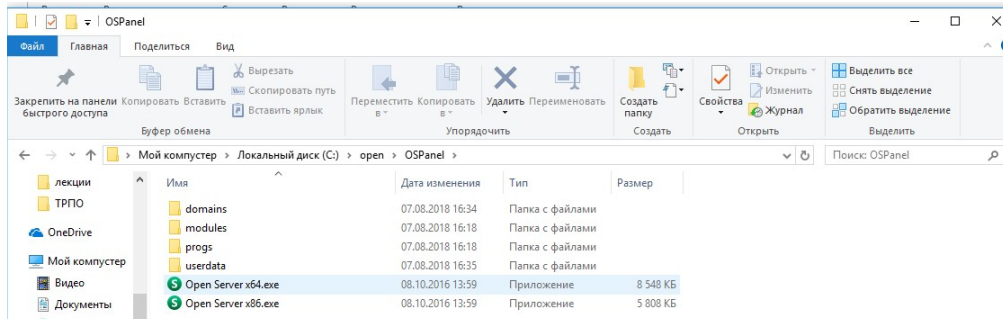 OSPanel
Файл Главная Поделиться Вид
Закрепить на панели быстрого доступа
Копировать
Вставить
Вырезать
Скопировать путь
Вставить ярлык
Буфер обмена
Переместить в
Копировать в
Удалить
Переименовать
Упорядочить
Создать папку
Создать
Свойства
Открыть
Изменить
Журнал
Открыть
Выделить все
Снять выделение
Обратить выделение
Выделить
Мой компьютер > Локальный диск (C:) > open > OSPanel >
Поиск: OSPanel
лекции
ТРПО
OneDrive
Мой компьютер
Видео
Документы
Имя Дата изменения Тип Размер
domains 07.08.2018 16:34 Папка с файлами
modules 07.08.2018 16:18 Папка с файлами
progs 07.08.2018 16:18 Папка с файлами
userdata 07.08.2018 16:35 Папка с файлами
Open Server x64.exe 08.10.2016 13:59 Приложение 8 548 КБ
Open Server x86.exe 08.10.2016 13:59 Приложение 5 808 КБ